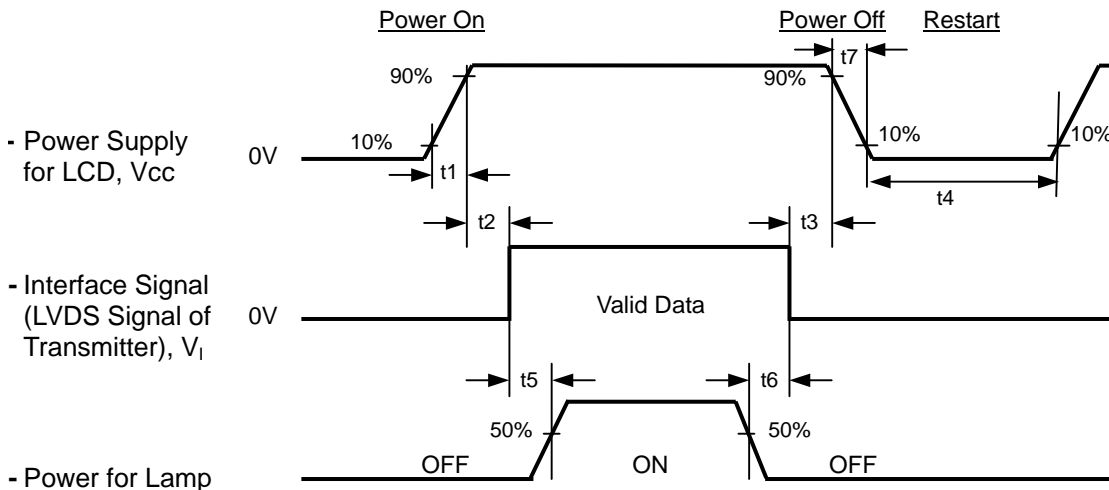 Power On
Power Off
Restart
t7
90%
90%
- Power Supply
for LCD, Vcc
0V
10%
10%
10%
t1
t4
t2
t3
- Interface Signal
(LVDS Signal of
Transmitter), VI
0V
Valid Data
t5
t6
50%
50%
- Power for Lamp
OFF
ON
OFF